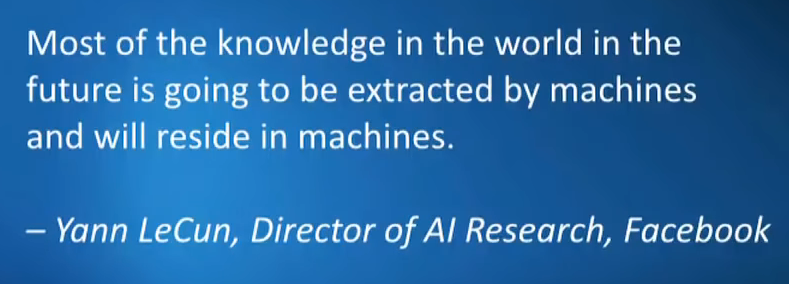 Most of the knowledge in the world in the
future is going to be extracted by machines
and will reside in machines.
– Yann LeCun, Director of AI Research, Facebook